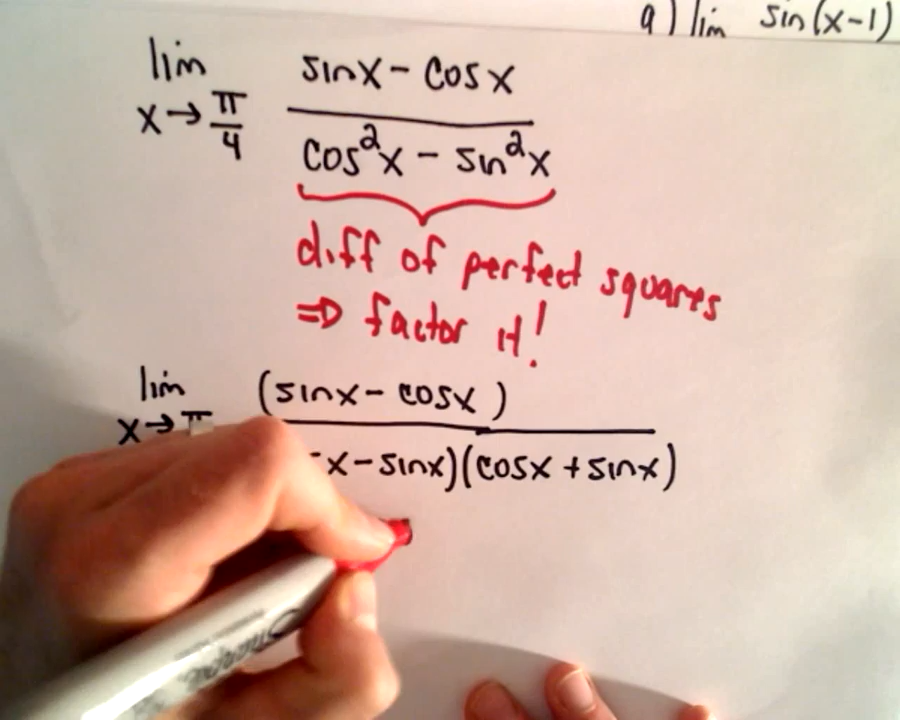 a) lim sin(x-1)
lim sinx - cosx
x→π/4 cos²x - sin²x
diff of perfect squares
⇒ factor it!
lim (sinx - cosx)
x→π x - sinx)(cosx + sinx)
Sharpie